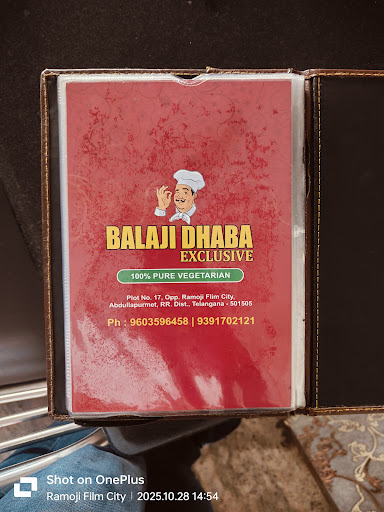 BALAJI DHABA
EXCLUSIVE
100% PURE VEGETARIAN
Plot No. 17, Opp. Ramoji Flim City,
Abdullapurmet, RR. Dist., Telangana - 501505
Ph : 9603596458 | 9391702121
Shot on OnePlus
Ramoji Film City | 2025.10.28 14:54